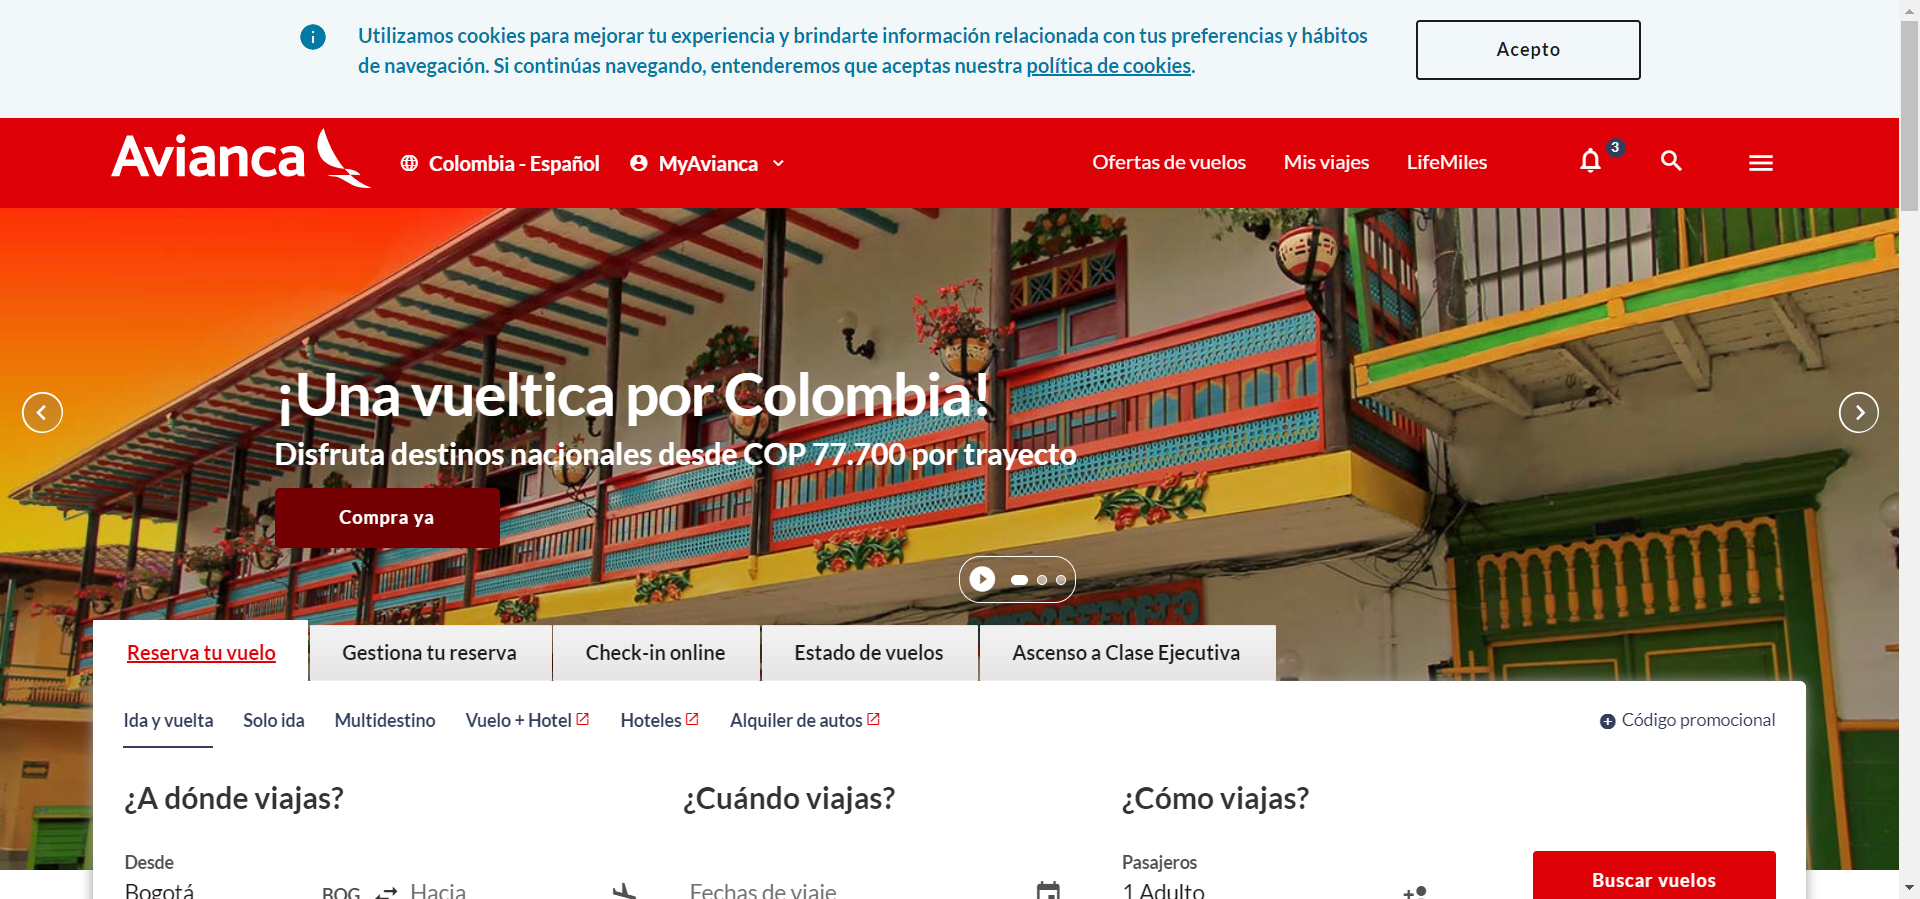 Utilizamos cookies para mejorar tu experiencia y brindarte información relacionada con tus preferencias y hábitos
de navegación. Si continúas navegando, entenderemos que aceptas nuestra política de cookies.
Acepto
Avianca
Colombia - Español
MyAvianca
Ofertas de vuelos
Mis viajes
LifeMiles
3
¡Una vueltica por Colombia!
Disfruta destinos nacionales desde COP 77.700 por trayecto
Compra ya
Reserva tu vuelo
Gestiona tu reserva
Check-in online
Estado de vuelos
Ascenso a Clase Ejecutiva
Ida y vuelta
Solo ida
Multidestino
Vuelo + Hotel
Hoteles
Alquiler de autos
Código promocional
¿A dónde viajas?
¿Cuándo viajas?
¿Cómo viajas?
Desde
Pasajeros
Bogotá
BOG
Hacia
Fechas de viaje
1 Adulto
Buscar vuelos